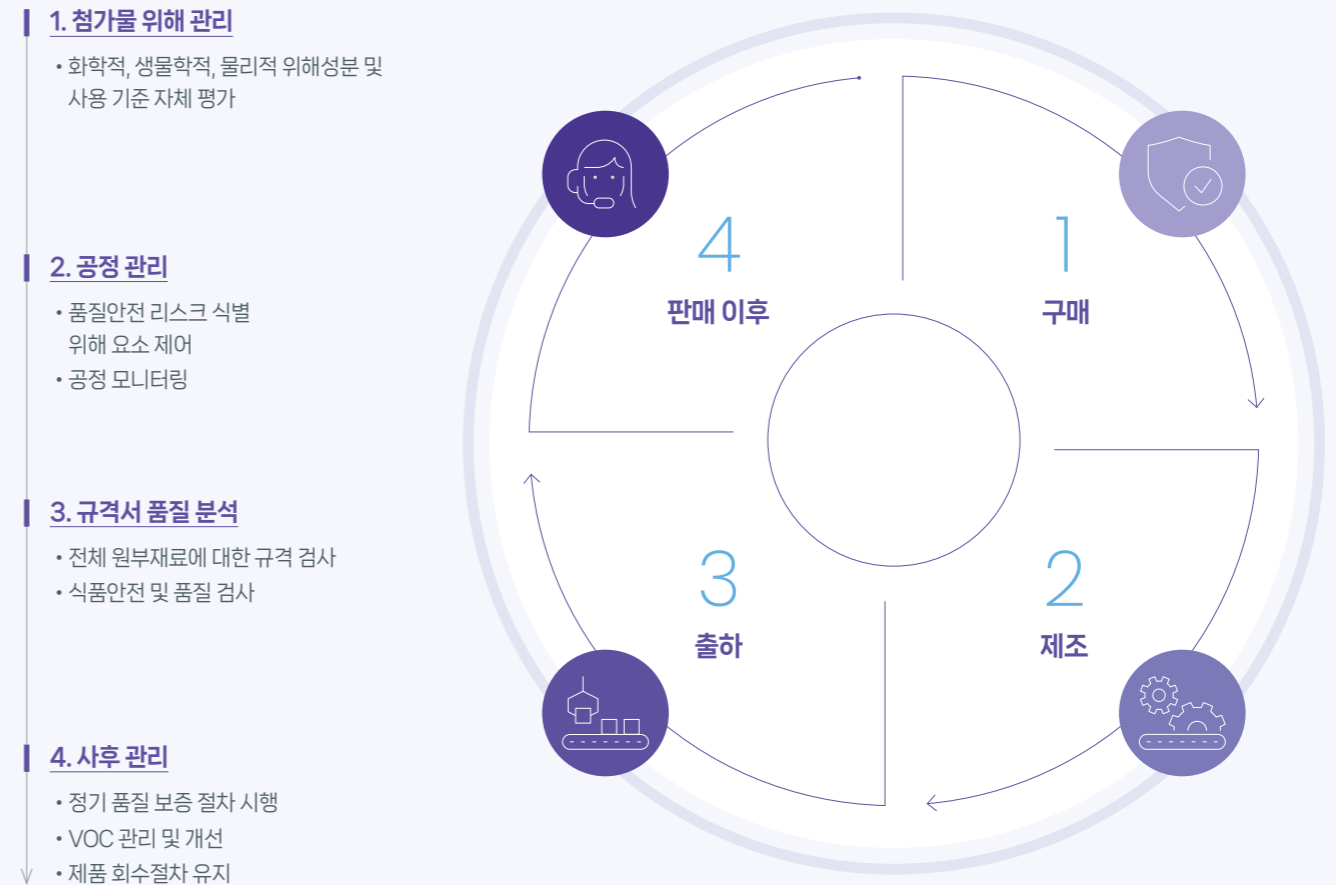 1. 첨가물 위해 관리
• 화학적, 생물학적, 물리적 위해성분 및
사용 기준 자체 평가
2. 공정 관리
• 품질안전 리스크 식별
위해 요소 제어
• 공정 모니터링
3. 규격서 품질 분석
• 전체 원부재료에 대한 규격 검사
• 식품안전 및 품질 검사
4. 사후 관리
• 정기 품질 보증 절차 시행
• VOC 관리 및 개선
• 제품 회수절차 유지
1
구매
2
제조
3
출하
4
판매 이후